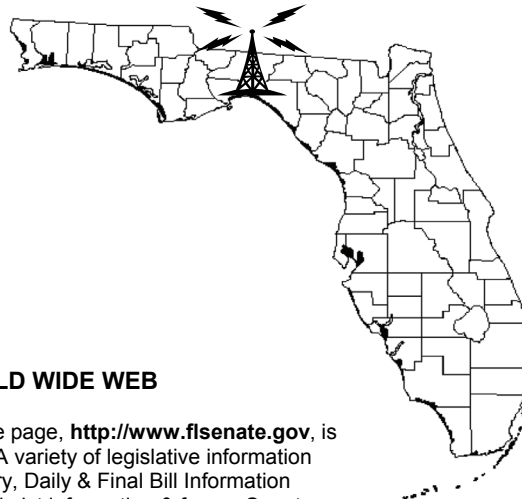 LD WIDE WEB
e page, http://www.flsenate.gov, is
A variety of legislative information
ry, Daily & Final Bill Information